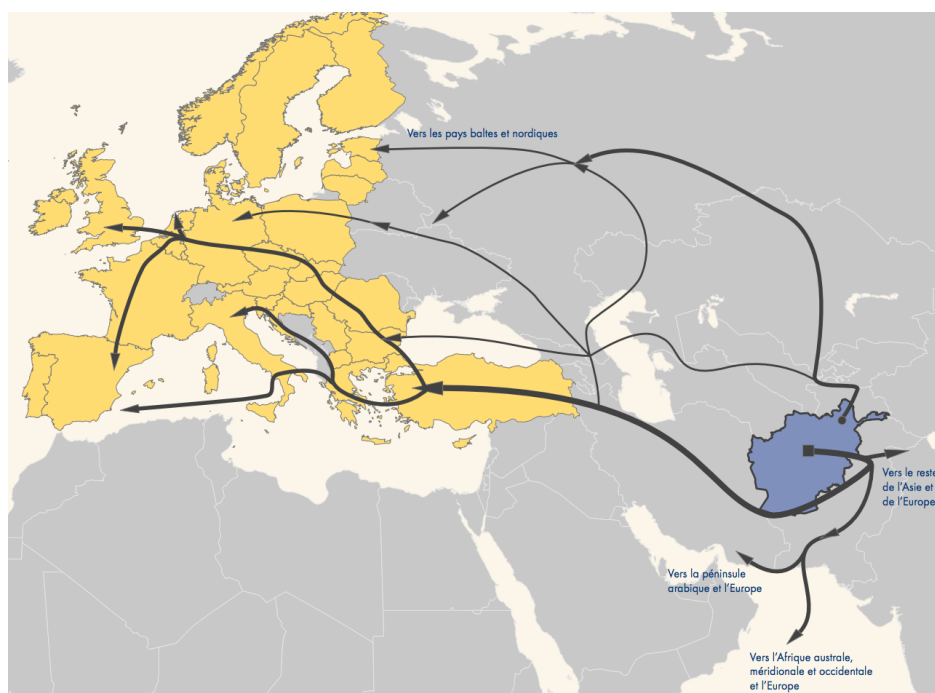 Vers les pays baltes et nordiques
Vers le reste
de l'Asie et
de l'Europe
Vers la péninsule
arabique et l'Europe
Vers l'Afrique australe,
méridionale et occidentale
et l'Europe